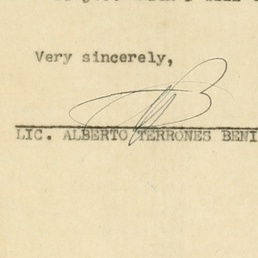 Very sincerely,
LIC. ALBERTO TERRONES BENI